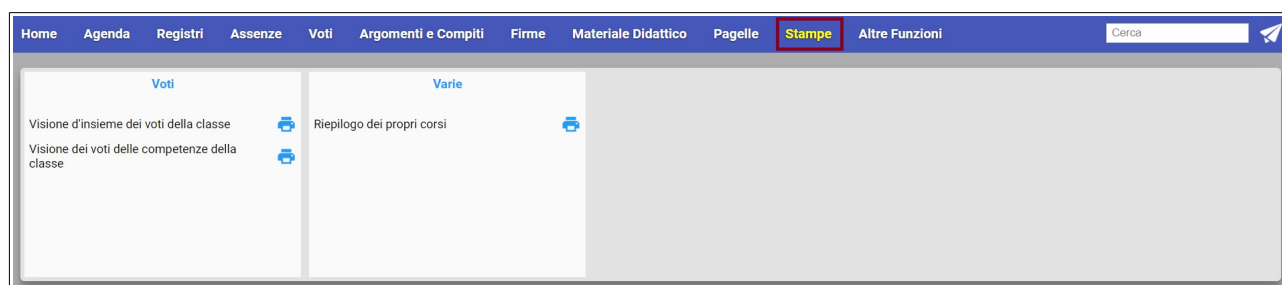 Home Agenda Registri Assenze Voti Argomenti e Compiti Firme Materiale Didattico Pagelle Stampe Altre Funzioni Cerca
Voti
Visione d'insieme dei voti della classe
Visione dei voti delle competenze della
classe
Varie
Riepilogo dei propri corsi